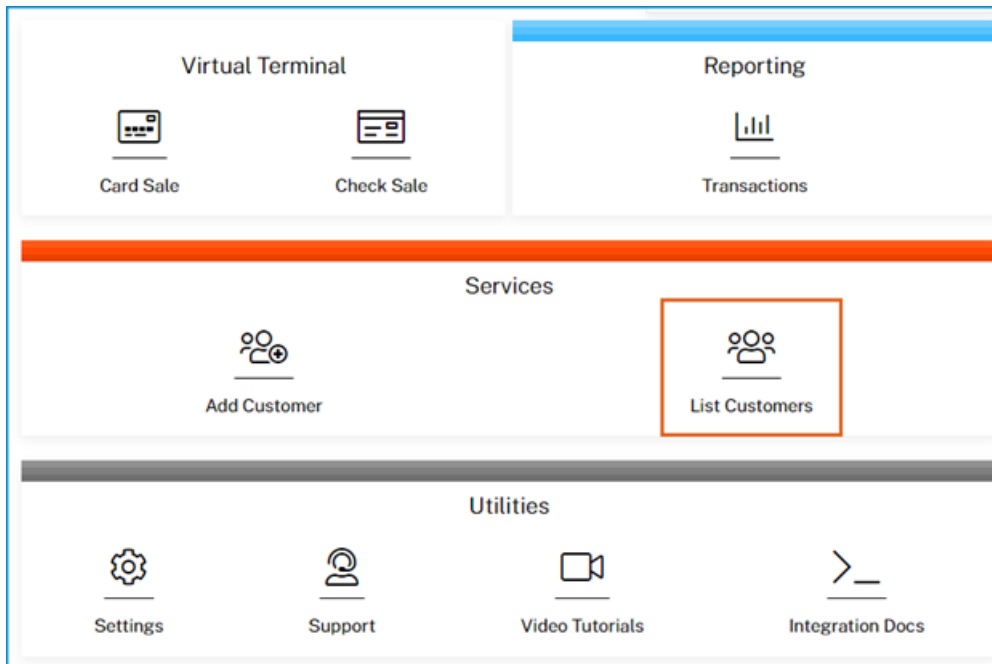 Virtual Terminal
Card Sale
Check Sale
Reporting
Transactions
Services
Add Customer
List Customers
Utilities
Settings
Support
Video Tutorials
Integration Docs